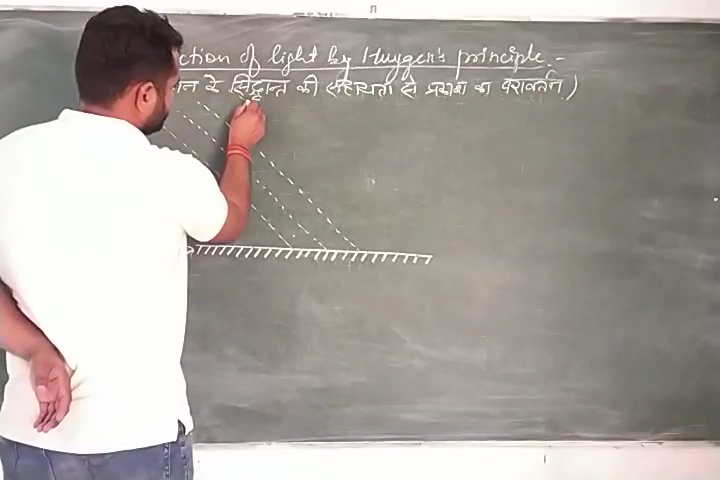 ction of light by Huygen's principle.-
के सिद्धान्त की सहायता से प्रकाश का परावर्तन)